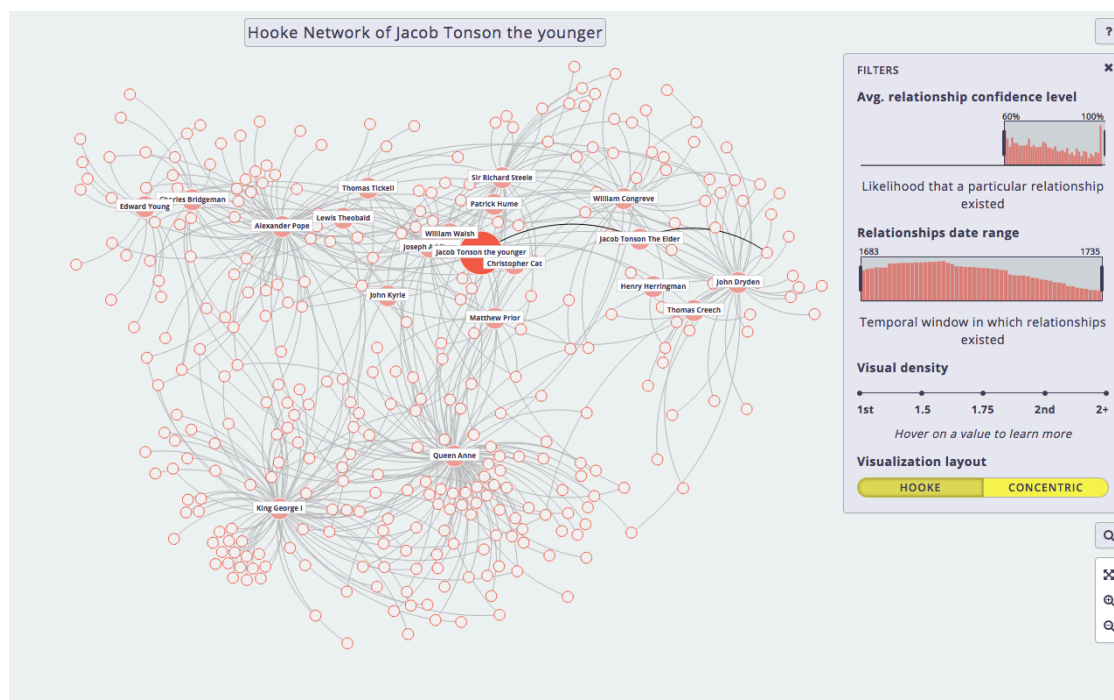 Hooke Network of Jacob Tonson the younger
?
FILTERS
Avg. relationship confidence level
60% 100%
Likelihood that a particular relationship
existed
Relationships date range
1683 1735
Temporal window in which relationships
existed
Visual density
1st 1.5 1.75 2nd 2+
Hover on a value to learn more
Visualization layout
HOOKE CONCENTRIC
Sir Richard Steele
Thomas Tickell
Charles Bridgeman
Edward Young
Patrick Hume
William Congreve
Lewis Theobald
Alexander Pope
William Walsh
Jacob Tonson The Elder
Joseph
Jacob Tonson the younger
Christopher Cat
John Dryden
Henry Herringman
John Kyrle
Thomas Creech
Matthew Prior
Queen Anne
King George I